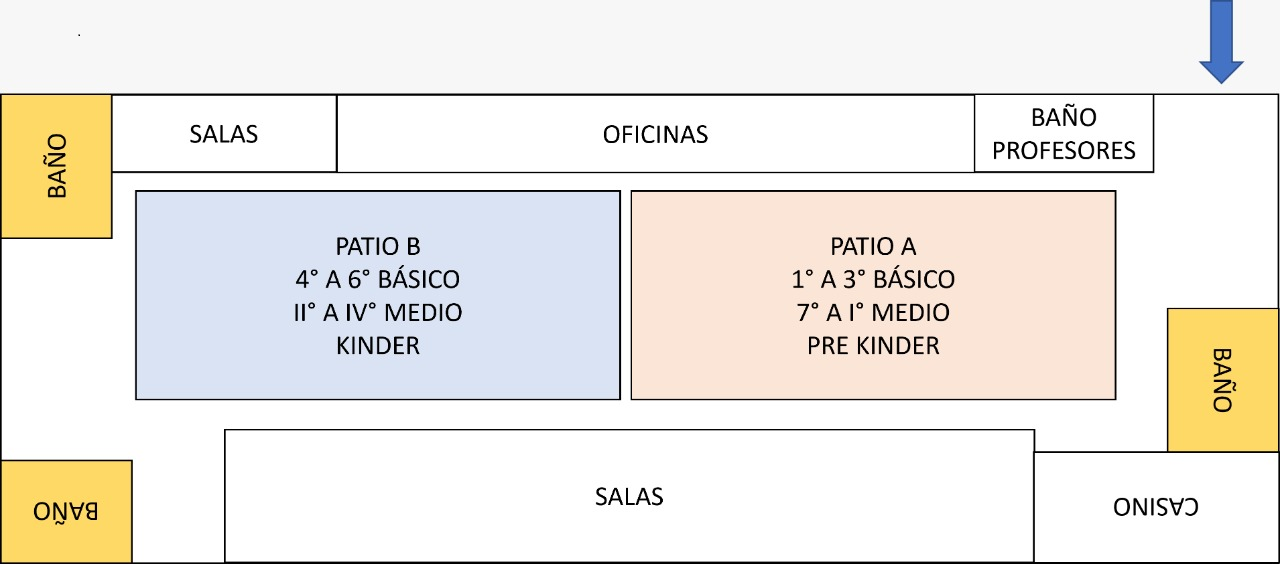 BAÑO
SALAS
OFICINAS
BAÑO
PROFESORES
PATIO B
4° A 6° BÁSICO
II° A IV° MEDIO
KINDER
PATIO A
1° A 3° BÁSICO
7° A I° MEDIO
PRE KINDER
BAÑO
BAÑO
SALAS
CASINO